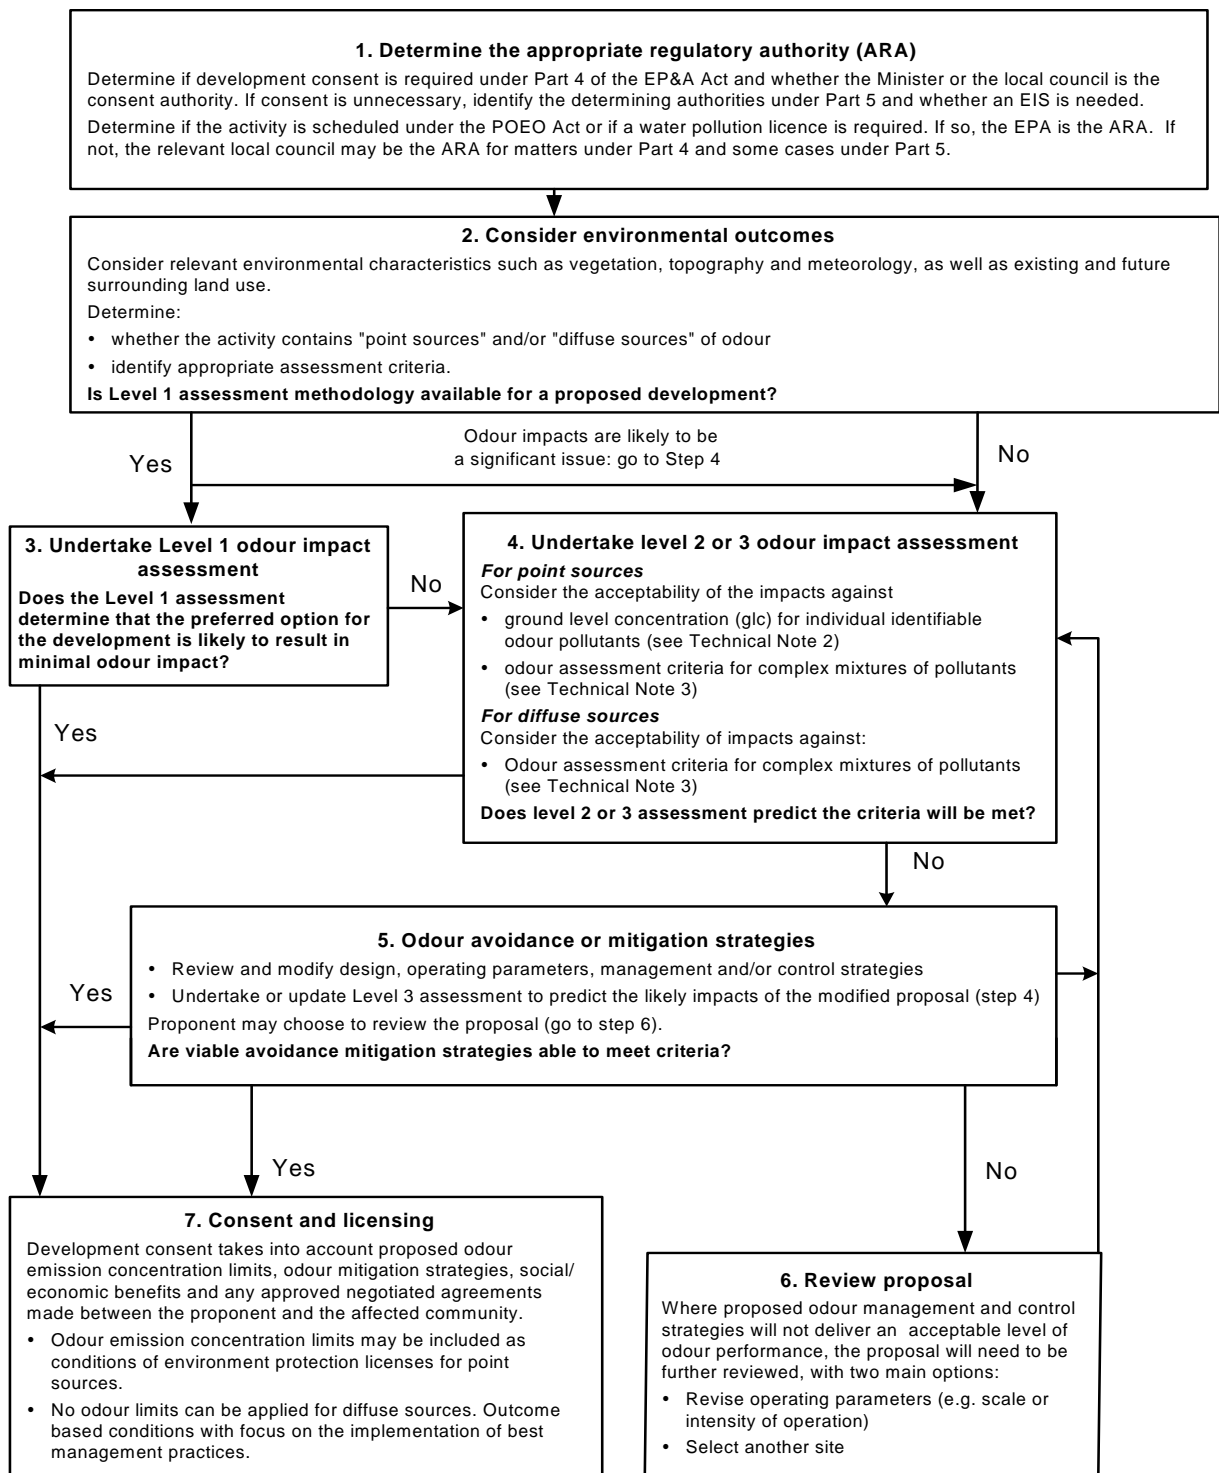 1. Determine the appropriate regulatory authority (ARA)
Determine if development consent is required under Part 4 of the EP&A Act and whether the Minister or the local council is the
consent authority. If consent is unnecessary, identify the determining authorities under Part 5 and whether an EIS is needed.
Determine if the activity is scheduled under the POEO Act or if a water pollution licence is required. If so, the EPA is the ARA. If
not, the relevant local council may be the ARA for matters under Part 4 and some cases under Part 5.
2. Consider environmental outcomes
Consider relevant environmental characteristics such as vegetation, topography and meteorology, as well as existing and future
surrounding land use.
Determine:
• whether the activity contains "point sources" and/or "diffuse sources" of odour
• identify appropriate assessment criteria.
Is Level 1 assessment methodology available for a proposed development?
Yes
Odour impacts are likely to be
a significant issue: go to Step 4
No
3. Undertake Level 1 odour impact
assessment
Does the Level 1 assessment
determine that the preferred option for
the development is likely to result in
minimal odour impact?
No
Yes
4. Undertake level 2 or 3 odour impact assessment
For point sources
Consider the acceptability of the impacts against
• ground level concentration (glc) for individual identifiable
odour pollutants (see Technical Note 2)
• odour assessment criteria for complex mixtures of pollutants
(see Technical Note 3)
For diffuse sources
Consider the acceptability of impacts against:
• Odour assessment criteria for complex mixtures of pollutants
(see Technical Note 3)
Does level 2 or 3 assessment predict the criteria will be met?
No
5. Odour avoidance or mitigation strategies
• Review and modify design, operating parameters, management and/or control strategies
• Undertake or update Level 3 assessment to predict the likely impacts of the modified proposal (step 4)
Proponent may choose to review the proposal (go to step 6).
Are viable avoidance mitigation strategies able to meet criteria?
Yes
Yes
No
7. Consent and licensing
Development consent takes into account proposed odour
emission concentration limits, odour mitigation strategies, social/
economic benefits and any approved negotiated agreements
made between the proponent and the affected community.
• Odour emission concentration limits may be included as
conditions of environment protection licenses for point
sources.
• No odour limits can be applied for diffuse sources. Outcome
based conditions with focus on the implementation of best
management practices.
6. Review proposal
Where proposed odour management and control
strategies will not deliver an acceptable level of
odour performance, the proposal will need to be
further reviewed, with two main options:
• Revise operating parameters (e.g. scale or
intensity of operation)
• Select another site